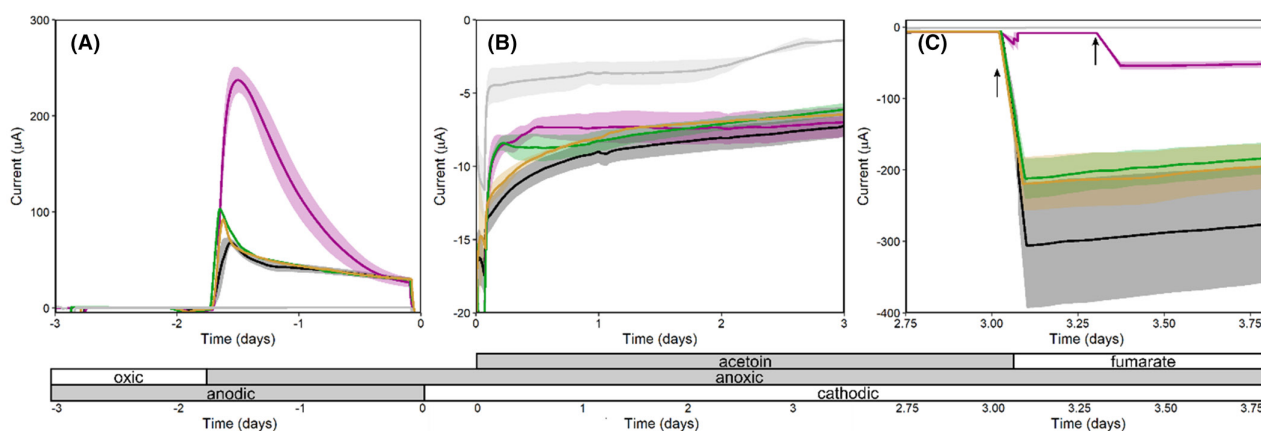 (A)
300
200
100
0
Current (µA)
-3
-2
-1
0
Time (days)
(B)
0
-5
-10
-15
-20
Current (µA)
0
1
2
3
Time (days)
(C)
0
-100
-200
-300
-400
Current (µA)
2.75
3.00
3.25
3.50
3.75
Time (days)
acetoin
fumarate
oxic
anoxic
anodic
cathodic
-3 -2 -1 0 0 1 2 3 2.75 3.00 3.25 3.50 3.75
Time (days) Time (days) Time (days)